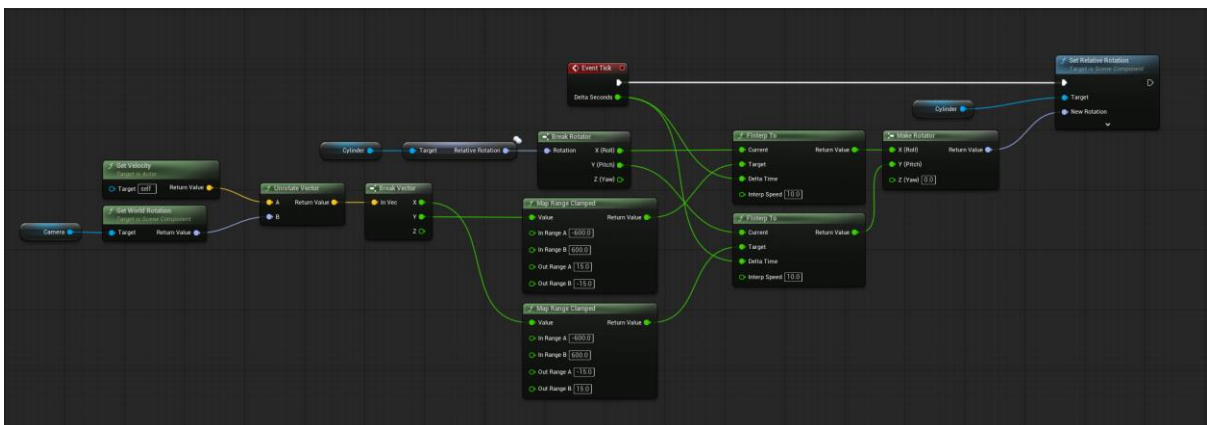 Event Tick
Delta Seconds
Set Relative Rotation
Target is Scene Component
Target
New Rotation
Cylinder
Cylinder
Target Relative Rotation
Break Rotator
Rotation X (Roll)
Y (Pitch)
Z (Yaw)
FInterp To
Current Return Value
Target
Delta Time
Interp Speed 10.0
Make Rotator
X (Roll) Return Value
Y (Pitch)
Z (Yaw) 0.0
Get Velocity
Target is Actor
Target self Return Value
Get World Rotation
Target is Scene Component
Target Return Value
Camera
Unrotate Vector
A Return Value
B
Break Vector
In Vec X
Y
Z
Map Range Clamped
Value Return Value
In Range A -600.0
In Range B 600.0
Out Range A 15.0
Out Range B -15.0
FInterp To
Current Return Value
Target
Delta Time
Interp Speed 10.0
Map Range Clamped
Value Return Value
In Range A -600.0
In Range B 600.0
Out Range A -15.0
Out Range B 15.0